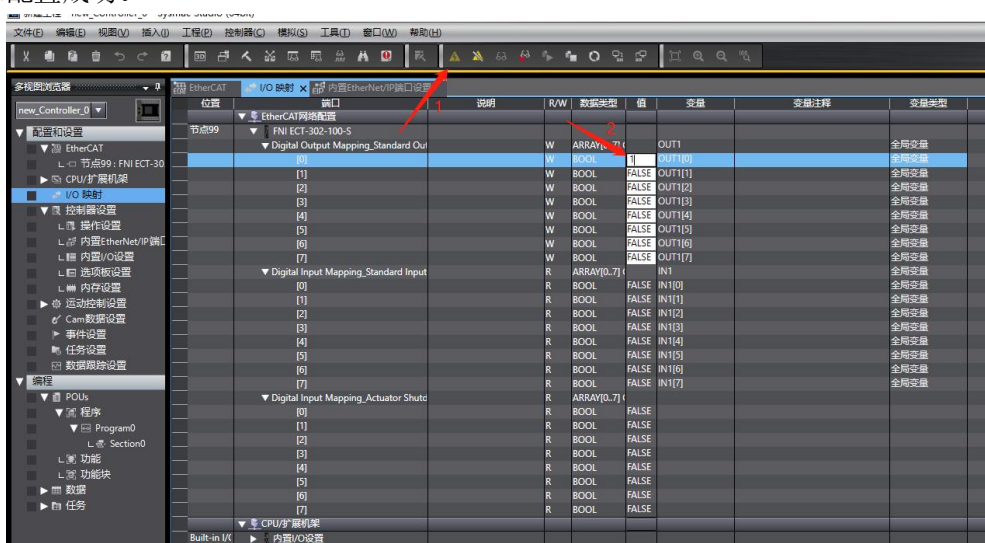 文件(F) 编辑(E) 视图(V) 插入(I) 工程(P) 控制器(C) 模拟(S) 工具(T) 窗口(W) 帮助(H)
多视图浏览器
EtherCAT I/O 映射 内置EtherNet/IP端口设置
1
new_Controller_0
位置 端口 说明 R/W 数据类型 值 变量 变量注释 变量类型
EtherCAT网络配置
配置和设置
节点99 FNI ECT-302-100-S
2
EtherCAT
Digital Output Mapping_Standard Out W ARRAY[0..7] OUT1 全局变量
节点99 : FNI ECT-30
[0] W BOOL 1 OUT1[0] 全局变量
CPU/扩展机架
[1] W BOOL FALSE OUT1[1] 全局变量
I/O 映射
[2] W BOOL FALSE OUT1[2] 全局变量
控制器设置
[3] W BOOL FALSE OUT1[3] 全局变量
操作设置
[4] W BOOL FALSE OUT1[4] 全局变量
[5] W BOOL FALSE OUT1[5] 全局变量
内置EtherNet/IP端
[6] W BOOL FALSE OUT1[6] 全局变量
内置I/O设置
[7] W BOOL FALSE OUT1[7] 全局变量
选项板设置
Digital Input Mapping_Standard Input R ARRAY[0..7] IN1 全局变量
内存设置
[0] R BOOL FALSE IN1[0] 全局变量
运动控制设置
[1] R BOOL FALSE IN1[1] 全局变量
Cam数据设置
[2] R BOOL FALSE IN1[2] 全局变量
事件设置
[3] R BOOL FALSE IN1[3] 全局变量
任务设置
[4] R BOOL FALSE IN1[4] 全局变量
数据跟踪设置
[5] R BOOL FALSE IN1[5] 全局变量
[6] R BOOL FALSE IN1[6] 全局变量
编程
[7] R BOOL FALSE IN1[7] 全局变量
POUs
Digital Input Mapping_Actuator Shutd R ARRAY[0..7]
程序
[0] R BOOL FALSE
Program0
[1] R BOOL FALSE
Section0
[2] R BOOL FALSE
功能
[3] R BOOL FALSE
功能块
[4] R BOOL FALSE
数据
[5] R BOOL FALSE
任务
[6] R BOOL FALSE
[7] R BOOL FALSE
CPU/扩展机架
Built-in I/ 内置I/O设置